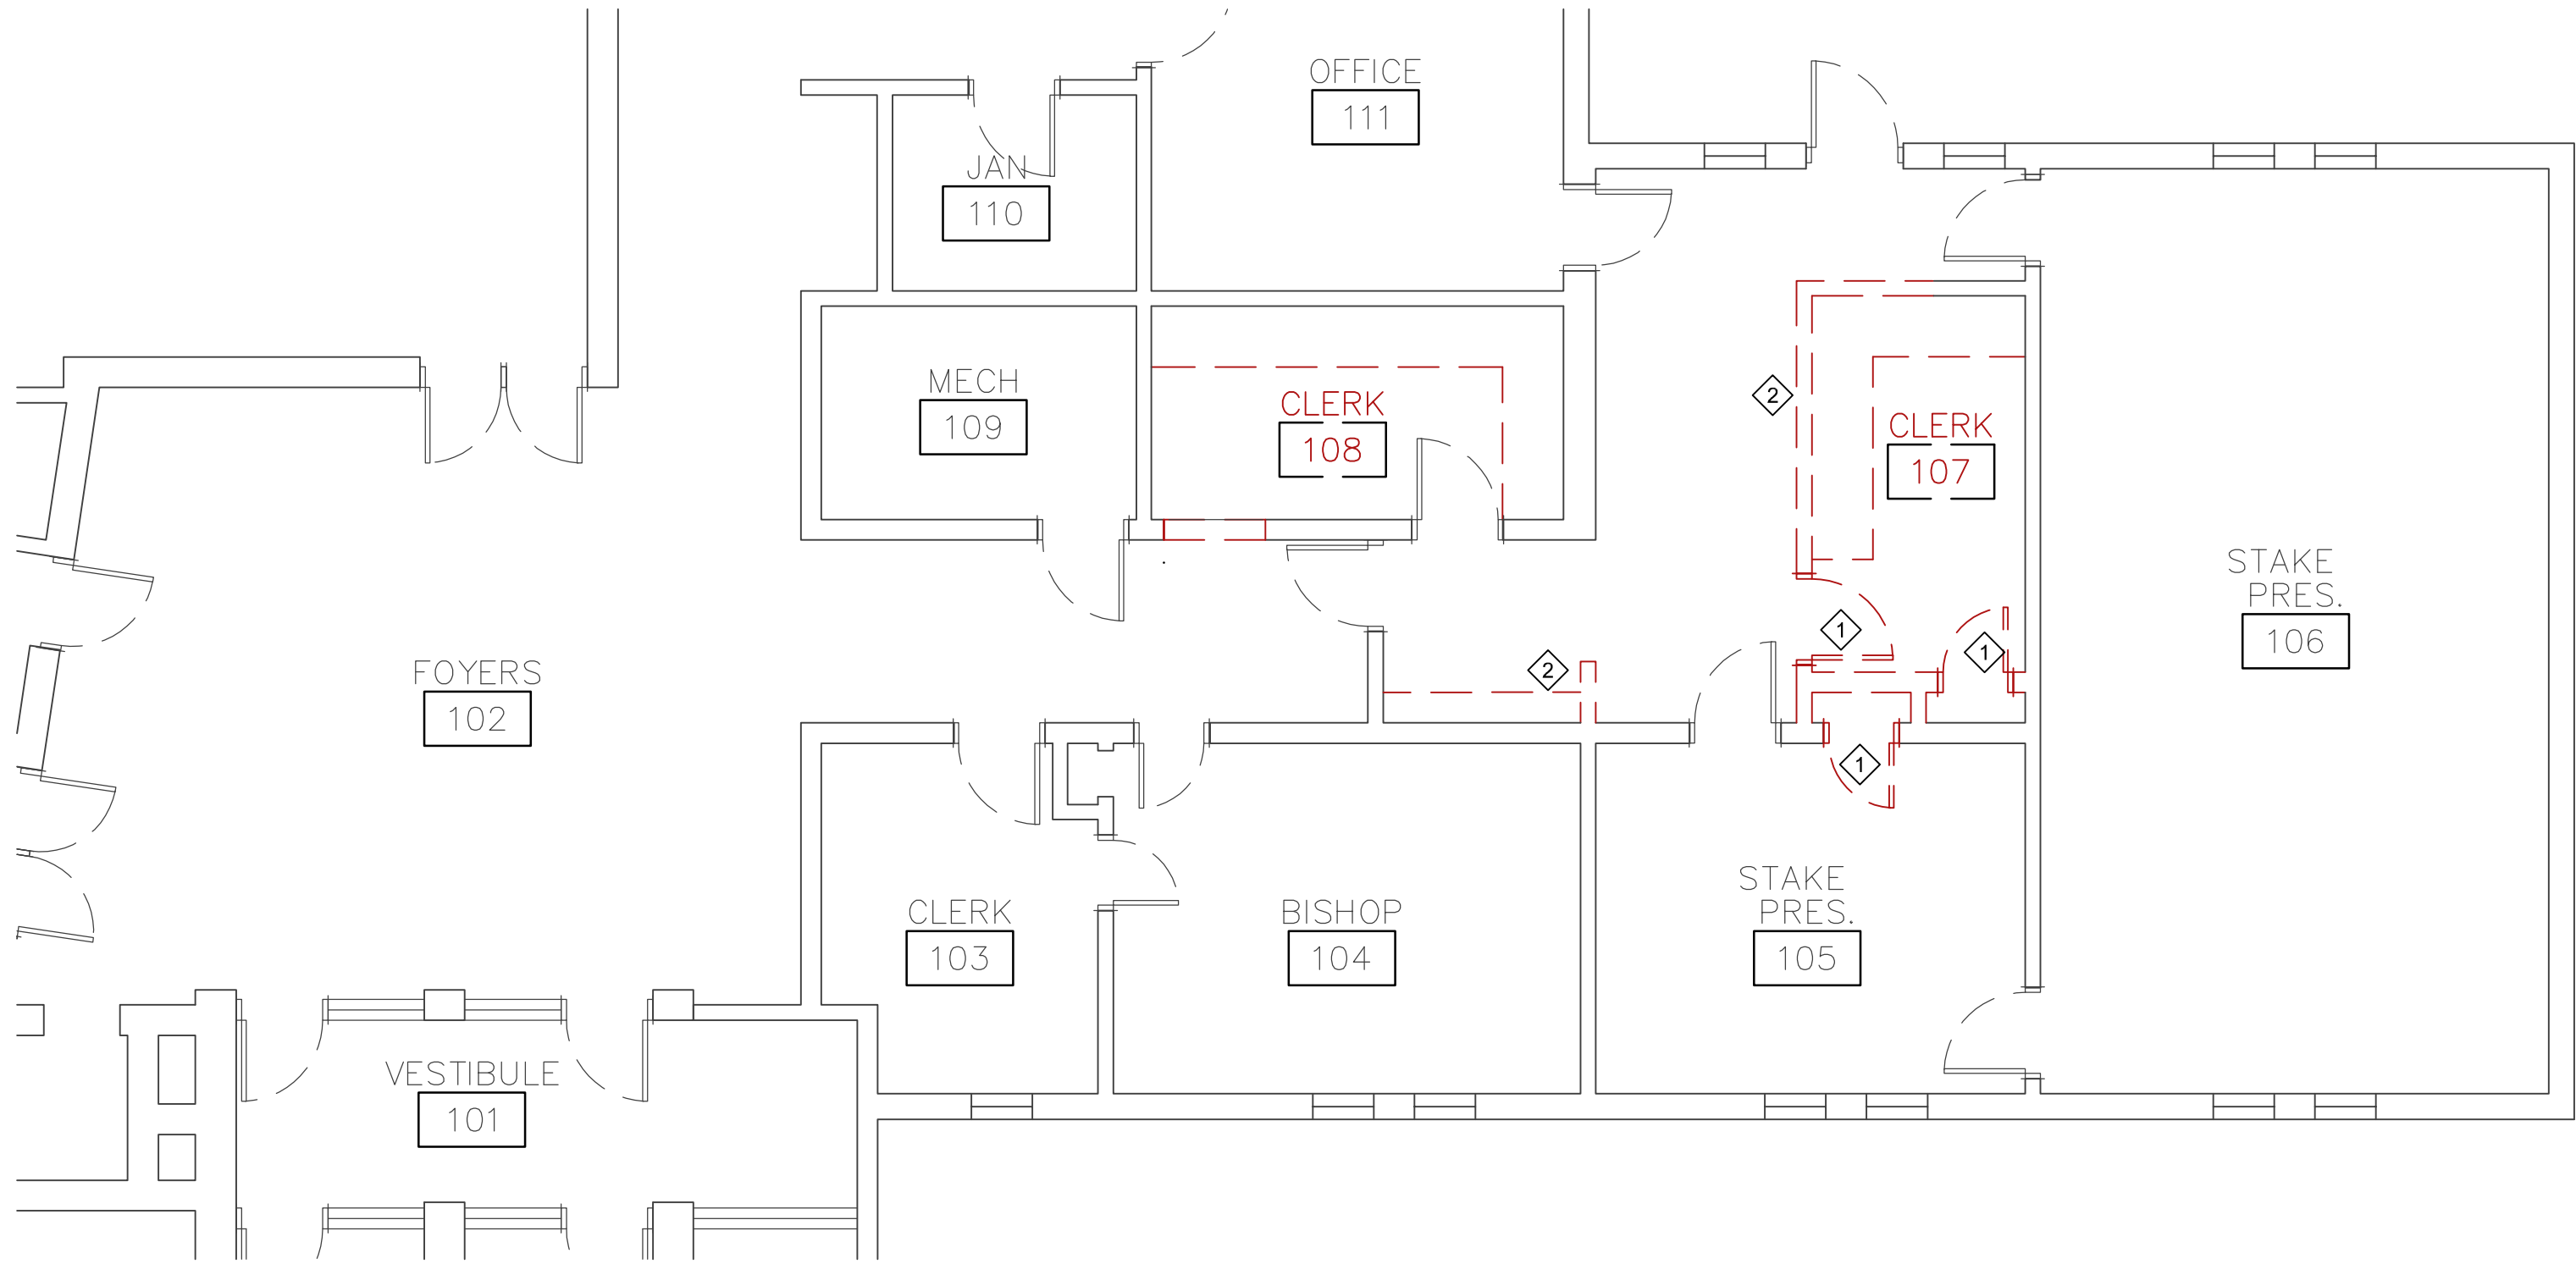 OFFICE
111
JAN
110
MECH
109
CLERK
108
2
CLERK
107
STAKE
PRES.
106
1
1
2
FOYERS
102
1
CLERK
103
BISHOP
104
STAKE
PRES.
105
VESTIBULE
101